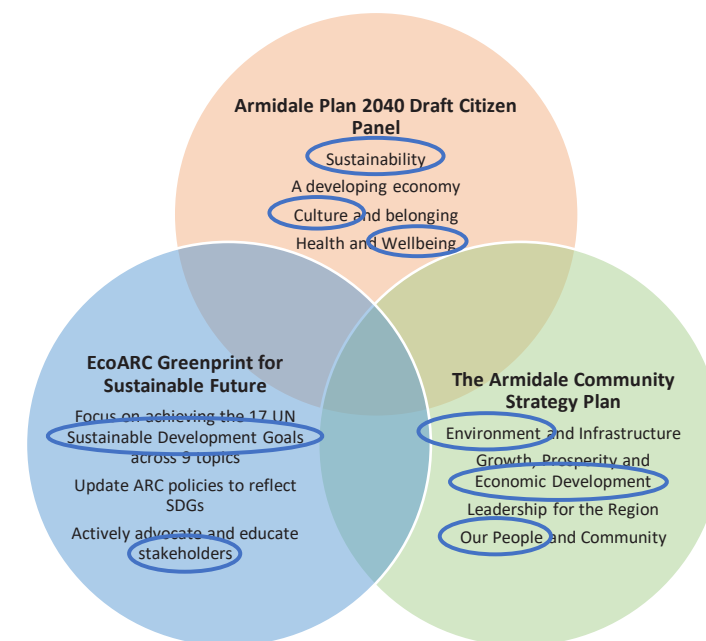 Armidale Plan 2040 Draft Citizen
Panel
Sustainability
A developing economy
Culture and belonging
Health and Wellbeing
EcoARC Greenprint for
Sustainable Future
Focus on achieving the 17 UN
Sustainable Development Goals
across 9 topics
Update ARC policies to reflect
SDGs
Actively advocate and educate
stakeholders
The Armidale Community
Strategy Plan
Environment and Infrastructure
Growth, Prosperity and
Economic Development
Leadership for the Region
Our People and Community